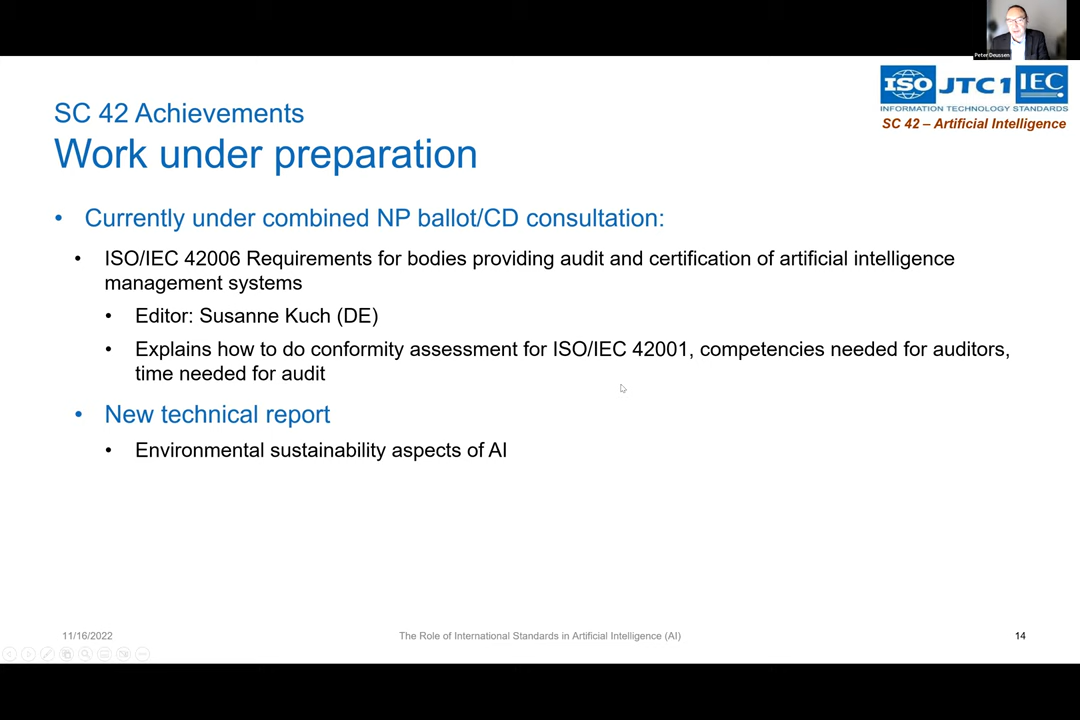 Peter Deussen
ISO JTC 1 IEC
INFORMATION TECHNOLOGY STANDARDS
SC 42 – Artificial Intelligence
SC 42 Achievements
Work under preparation
• Currently under combined NP ballot/CD consultation:
• ISO/IEC 42006 Requirements for bodies providing audit and certification of artificial intelligence
management systems
• Editor: Susanne Kuch (DE)
• Explains how to do conformity assessment for ISO/IEC 42001, competencies needed for auditors,
time needed for audit
• New technical report
• Environmental sustainability aspects of AI
11/16/2022
The Role of International Standards in Artificial Intelligence (AI)
14